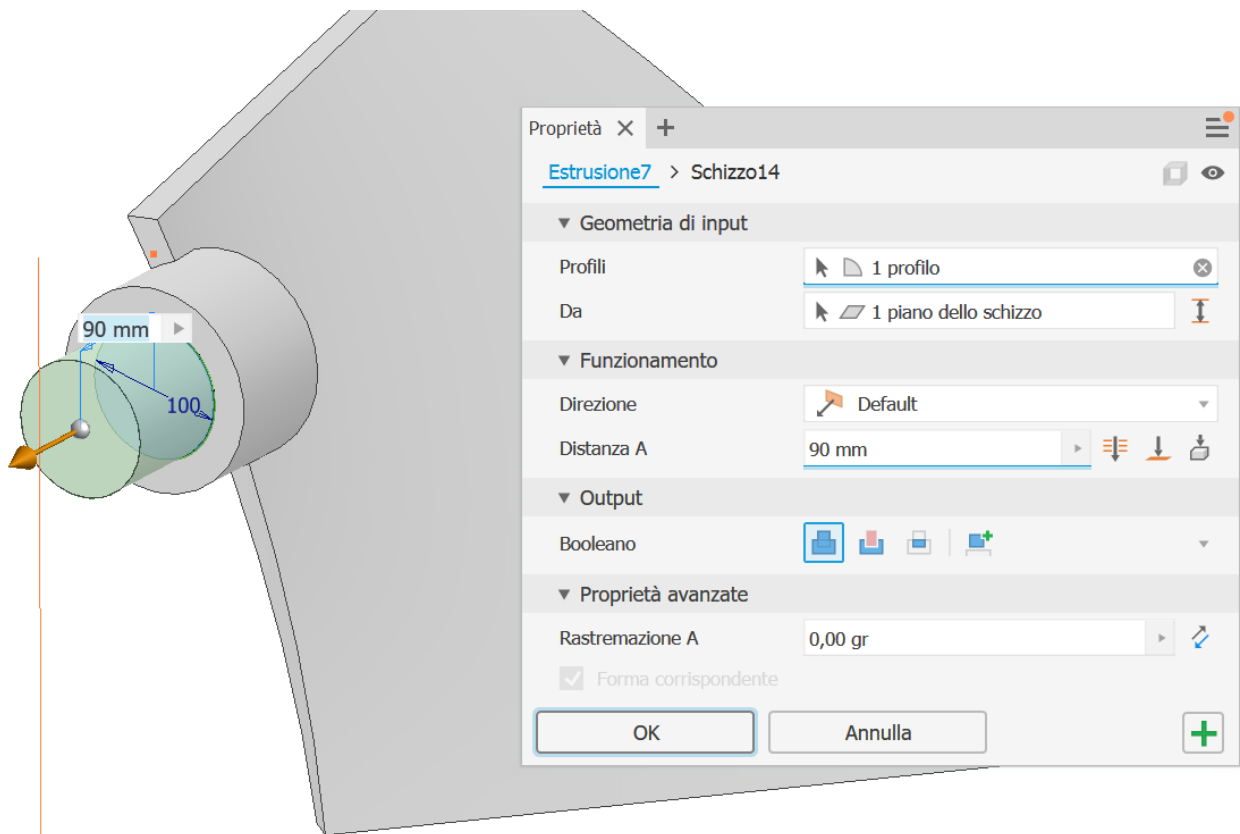 Proprietà
Estrusione7 > Schizzo14
Geometria di input
Profili 1 profilo
Da 1 piano dello schizzo
Funzionamento
Direzione Default
Distanza A 90 mm
Output
Booleano
Proprietà avanzate
Rastremazione A 0,00 gr
Forma corrispondente
OK Annulla
90 mm
100